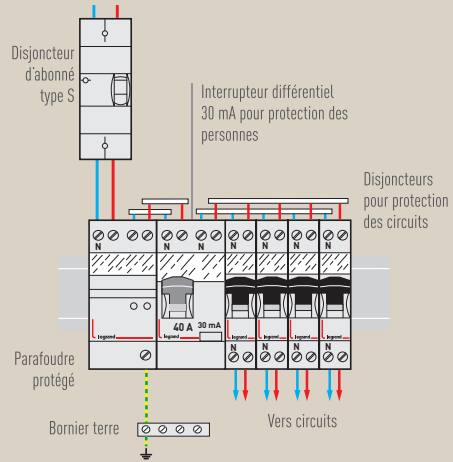 Disjoncteur
d'abonné
type S
Interrupteur différentiel
30 mA pour protection des
personnes
Disjoncteurs
pour protection
des circuits
N
N
N
legrand
40 A
30 mA
legrand
legrand
legrand
legrand
legrand
N
N
N
N
Parafoudre
protégé
Bornier terre
Vers circuits